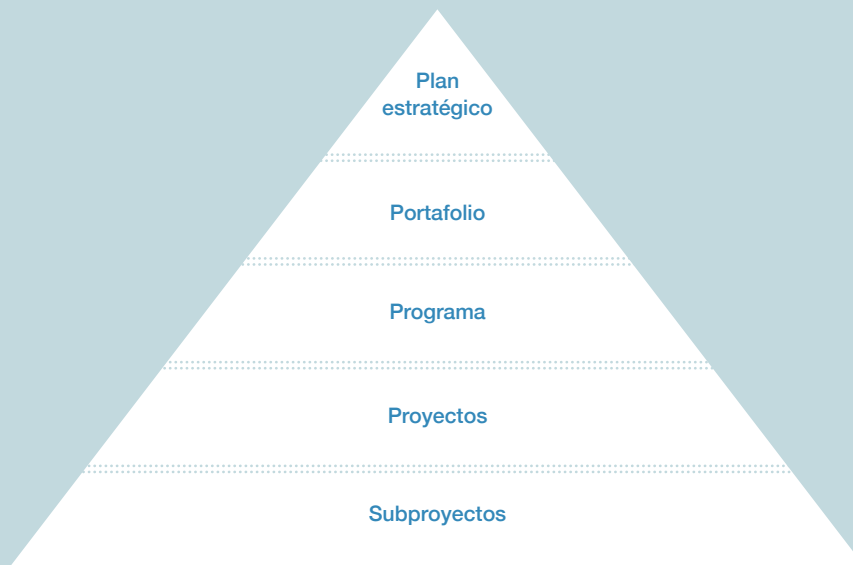 Plan
estratégico
Portafolio
Programa
Proyectos
Subproyectos